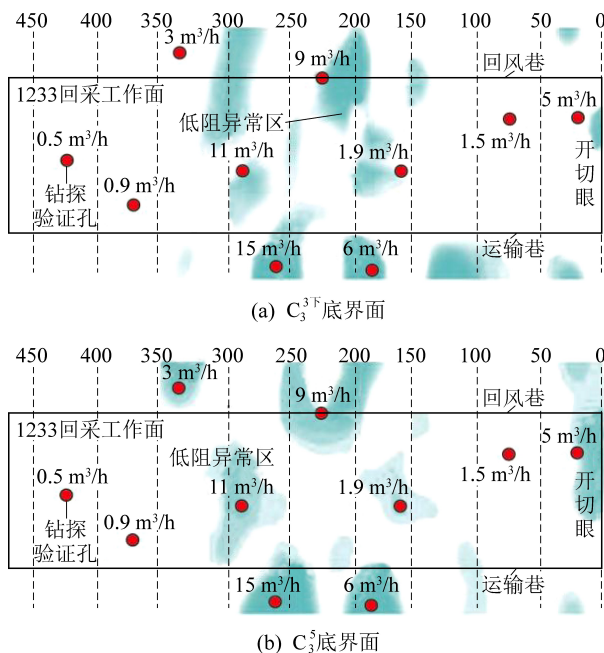 450 400 350 300 250 200 150 100 50 0
3 m³/h
9 m³/h
回风巷
1233回采工作面
5 m³/h
低阻异常区
0.5 m³/h
11 m³/h
1.9 m³/h
1.5 m³/h
开切眼
0.9 m³/h
钻探
验证孔
15 m³/h
6 m³/h
运输巷
(a) C₃³下底界面
450 400 350 300 250 200 150 100 50 0
3 m³/h
9 m³/h
回风巷
1233回采工作面
5 m³/h
低阻异常区
0.5 m³/h
11 m³/h
1.9 m³/h
1.5 m³/h
开切眼
0.9 m³/h
钻探
验证孔
15 m³/h
6 m³/h
运输巷
(b) C₃⁵底界面